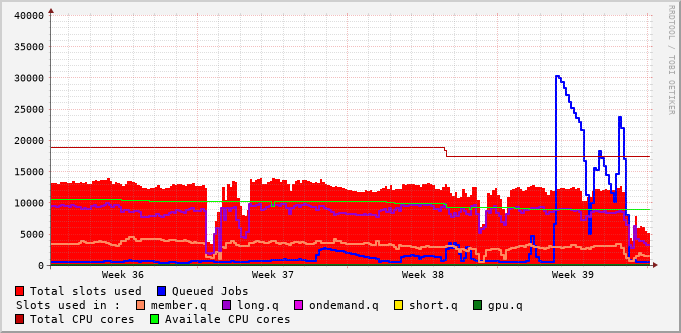 40000
35000
30000
25000
20000
15000
10000
5000
0
Week 36 Week 37 Week 38 Week 39
RRDTOOL / TOBI OETIKER
Total slots used Queued Jobs
Slots used in : member.q long.q ondemand.q short.q gpu.q
Total CPU cores Availale CPU cores